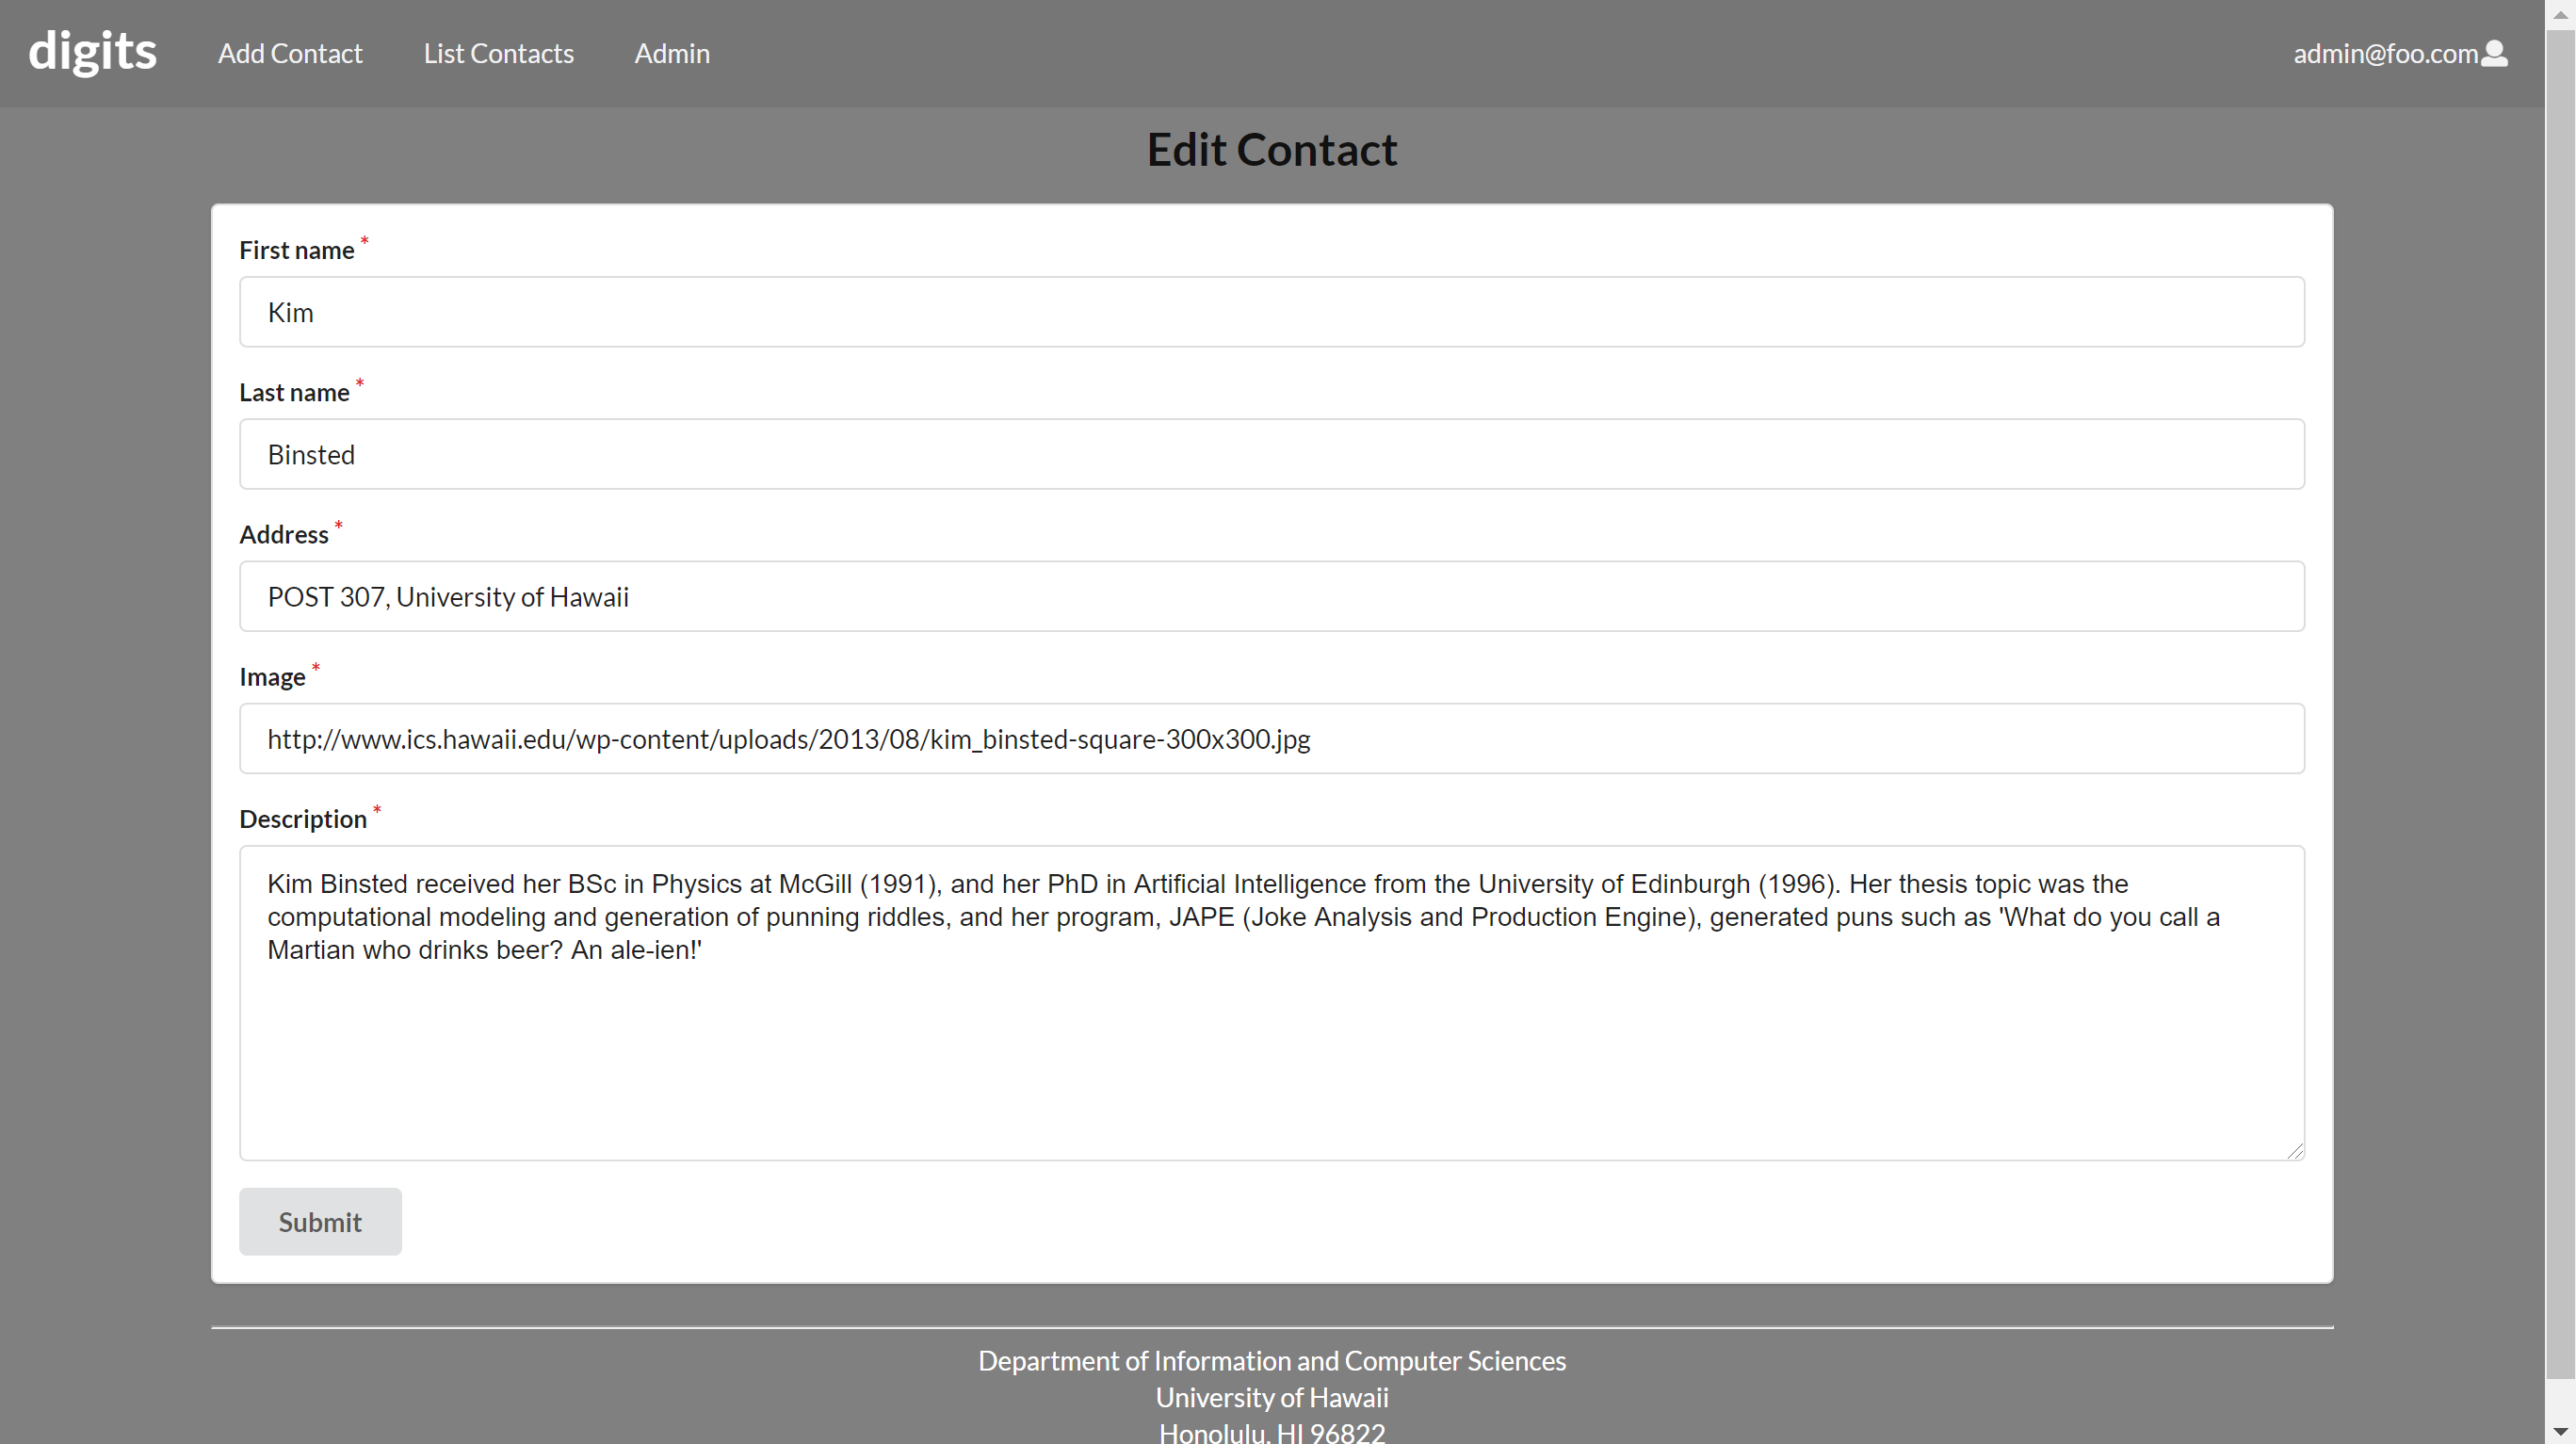 digits Add Contact List Contacts Admin admin@foo.com
Edit Contact
First name *
Kim
Last name *
Binsted
Address *
POST 307, University of Hawaii
Image *
http://www.ics.hawaii.edu/wp-content/uploads/2013/08/kim_binsted-square-300x300.jpg
Description *
Kim Binsted received her BSc in Physics at McGill (1991), and her PhD in Artificial Intelligence from the University of Edinburgh (1996). Her thesis topic was the
computational modeling and generation of punning riddles, and her program, JAPE (Joke Analysis and Production Engine), generated puns such as 'What do you call a
Martian who drinks beer? An ale-ien!'
Submit
Department of Information and Computer Sciences
University of Hawaii
Honolulu, HI 96822